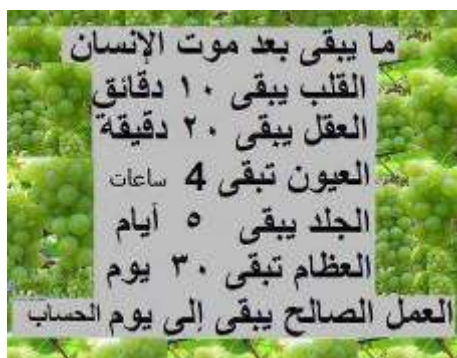 ما يبقى بعد موت الإنسان
القلب يبقى ١٠ دقائق
العقل يبقى ٢٠ دقيقة
العيون تبقى 4 ساعات
الجلد يبقى ٥ أيام
العظام تبقى ٣٠ يوم
العمل الصالح يبقى إلى يوم الحساب